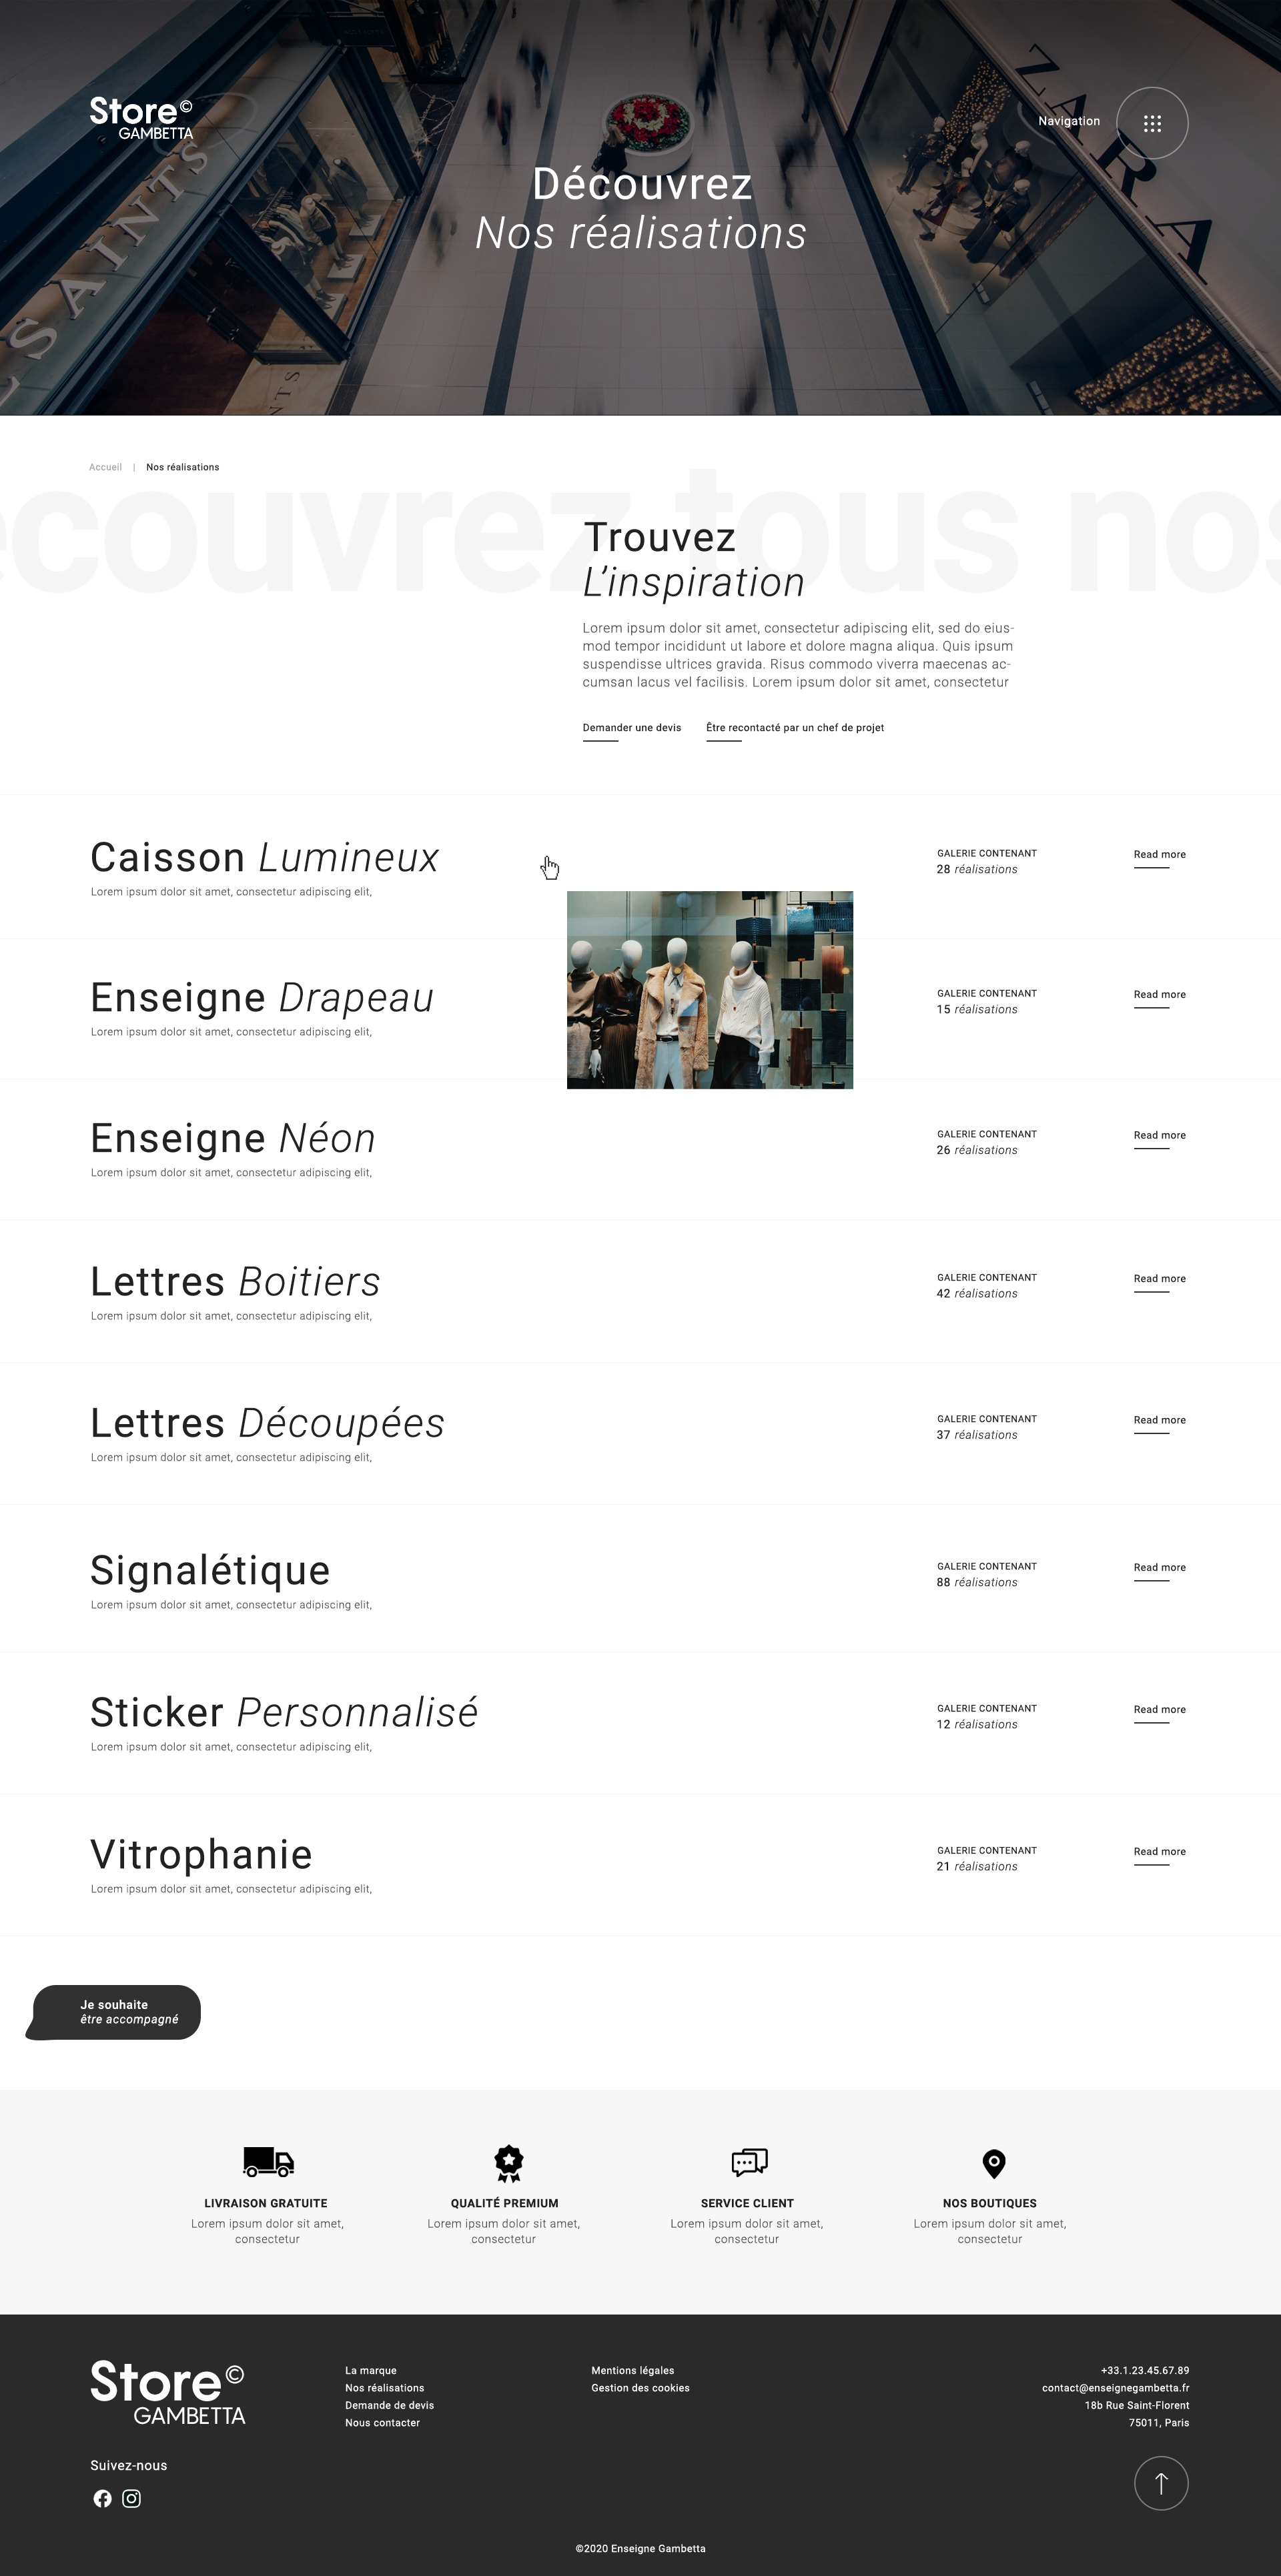 Store©
GAMBETTA
Navigation
Découvrez
Nos réalisations
SAINTS
ZARA
NTS
Accueil | Nos réalisations
écouvrez tous nos
Trouvez
L’inspiration
Lorem ipsum dolor sit amet, consectetur adipiscing elit, sed do eius-
mod tempor incididunt ut labore et dolore magna aliqua. Quis ipsum
suspendisse ultrices gravida. Risus commodo viverra maecenas ac-
cumsan lacus vel facilisis. Lorem ipsum dolor sit amet, consectetur
Demander une devis Être recontacté par un chef de projet
Caisson Lumineux
Lorem ipsum dolor sit amet, consectetur adipiscing elit,
GALERIE CONTENANT
28 réalisations
Read more
Enseigne Drapeau
Lorem ipsum dolor sit amet, consectetur adipiscing elit,
GALERIE CONTENANT
15 réalisations
Read more
Enseigne Néon
Lorem ipsum dolor sit amet, consectetur adipiscing elit,
GALERIE CONTENANT
26 réalisations
Read more
Lettres Boitiers
Lorem ipsum dolor sit amet, consectetur adipiscing elit,
GALERIE CONTENANT
42 réalisations
Read more
Lettres Découpées
Lorem ipsum dolor sit amet, consectetur adipiscing elit,
GALERIE CONTENANT
37 réalisations
Read more
Signalétique
Lorem ipsum dolor sit amet, consectetur adipiscing elit,
GALERIE CONTENANT
88 réalisations
Read more
Sticker Personnalisé
Lorem ipsum dolor sit amet, consectetur adipiscing elit,
GALERIE CONTENANT
12 réalisations
Read more
Vitrophanie
Lorem ipsum dolor sit amet, consectetur adipiscing elit,
GALERIE CONTENANT
21 réalisations
Read more
Je souhaite
être accompagné
LIVRAISON GRATUITE
Lorem ipsum dolor sit amet,
consectetur
QUALITÉ PREMIUM
Lorem ipsum dolor sit amet,
consectetur
SERVICE CLIENT
Lorem ipsum dolor sit amet,
consectetur
NOS BOUTIQUES
Lorem ipsum dolor sit amet,
consectetur
Store©
GAMBETTA
La marque
Nos réalisations
Demande de devis
Nous contacter
Mentions légales
Gestion des cookies
+33.1.23.45.67.89
contact@enseignegambetta.fr
18b Rue Saint-Florent
75011, Paris
Suivez-nous
©2020 Enseigne Gambetta